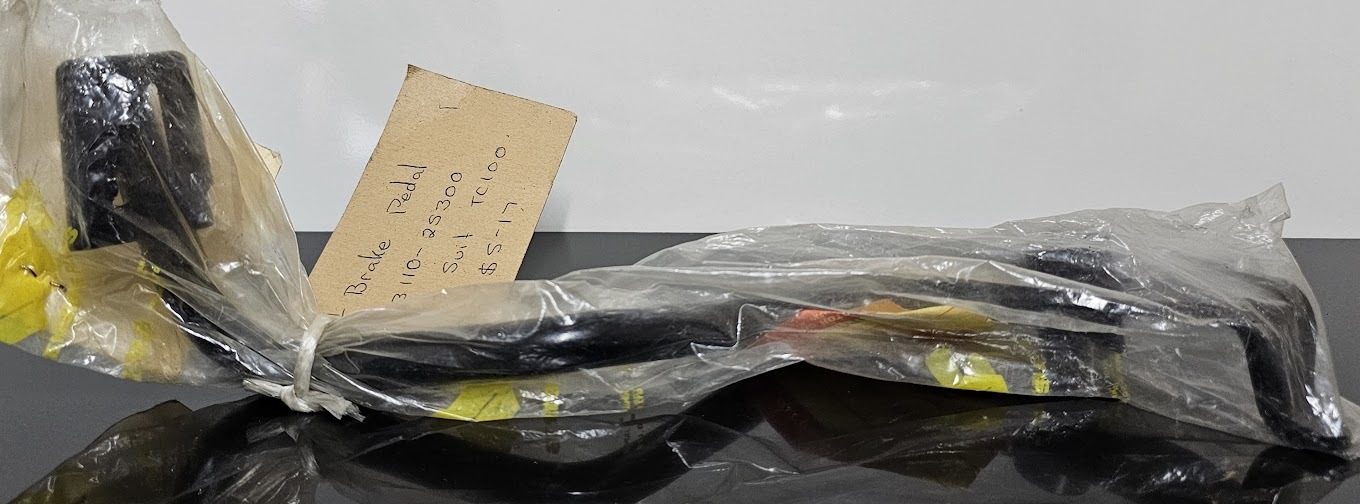 Brake Pedal
3110-25300
Suit TC100
$5-17